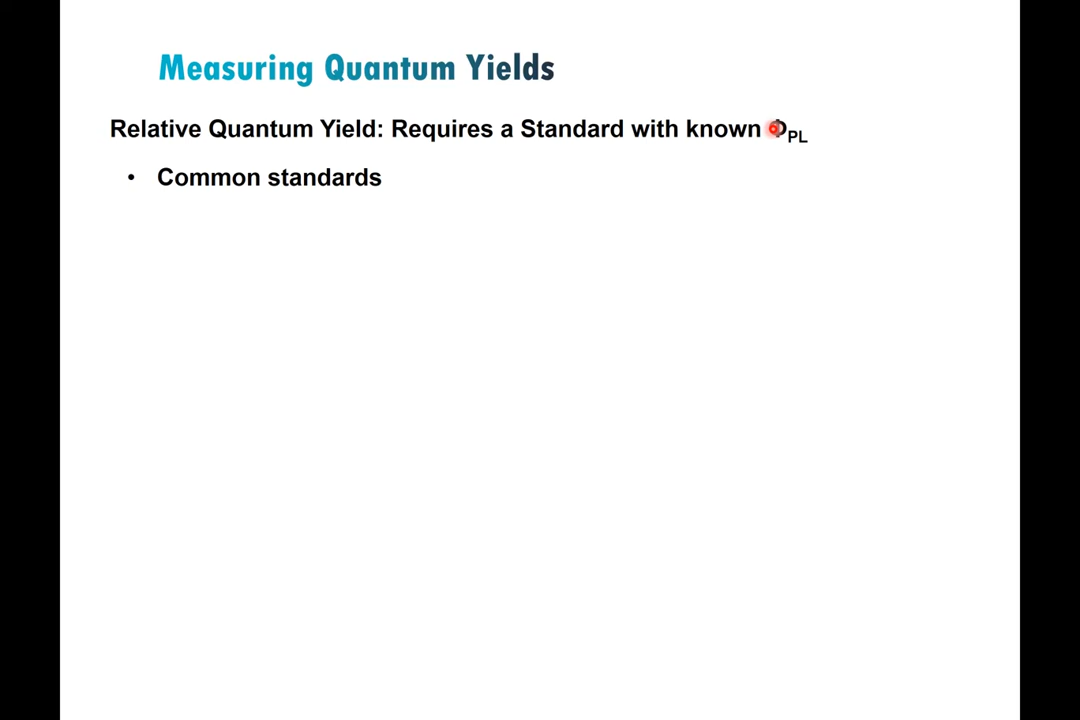 Measuring Quantum Yields
Relative Quantum Yield: Requires a Standard with known ΦPL
• Common standards